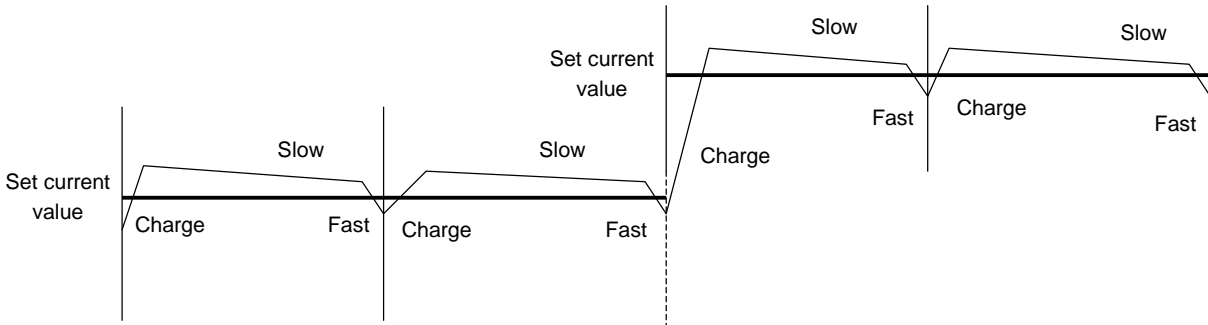 Slow
Slow
Set current
value
Fast
Charge
Fast
Charge
Slow
Slow
Set current
value
Charge
Fast
Charge
Fast